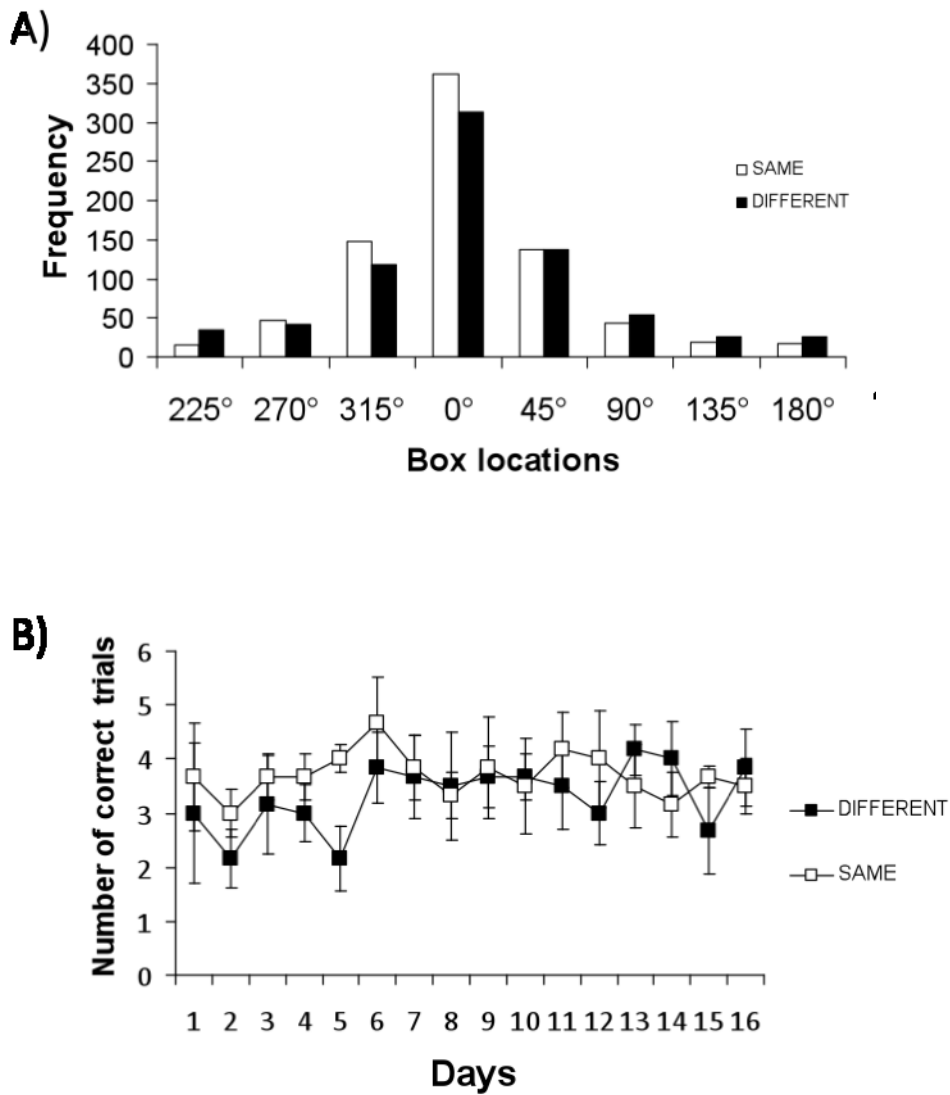 A)
400
350
300
250
200
150
100
50
0
Frequency
SAME
DIFFERENT
225° 270° 315° 0° 45° 90° 135° 180°
Box locations
B)
6
5
4
3
2
1
0
Number of correct trials
DIFFERENT
SAME
1 2 3 4 5 6 7 8 9 10 11 12 13 14 15 16
Days